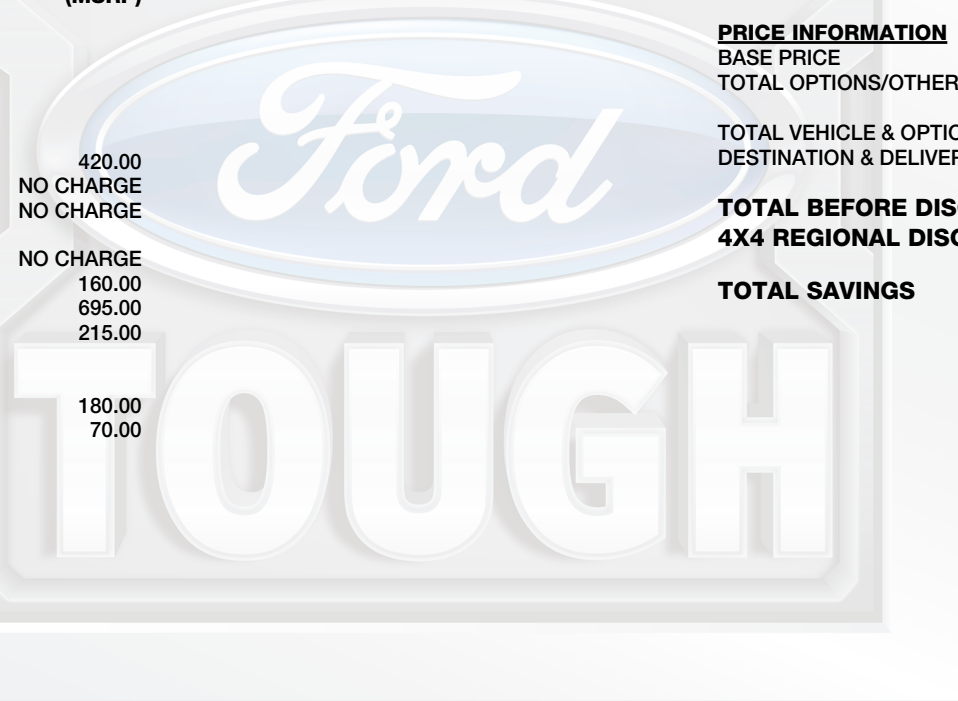 (MSRP)
420.00
NO CHARGE
NO CHARGE
NO CHARGE
160.00
695.00
215.00
180.00
70.00
Ford
TOUGH
PRICE INFORMATION
BASE PRICE
TOTAL OPTIONS/OTHER
TOTAL VEHICLE & OPTIO
DESTINATION & DELIVER
TOTAL BEFORE DISC
4X4 REGIONAL DISC
TOTAL SAVINGS